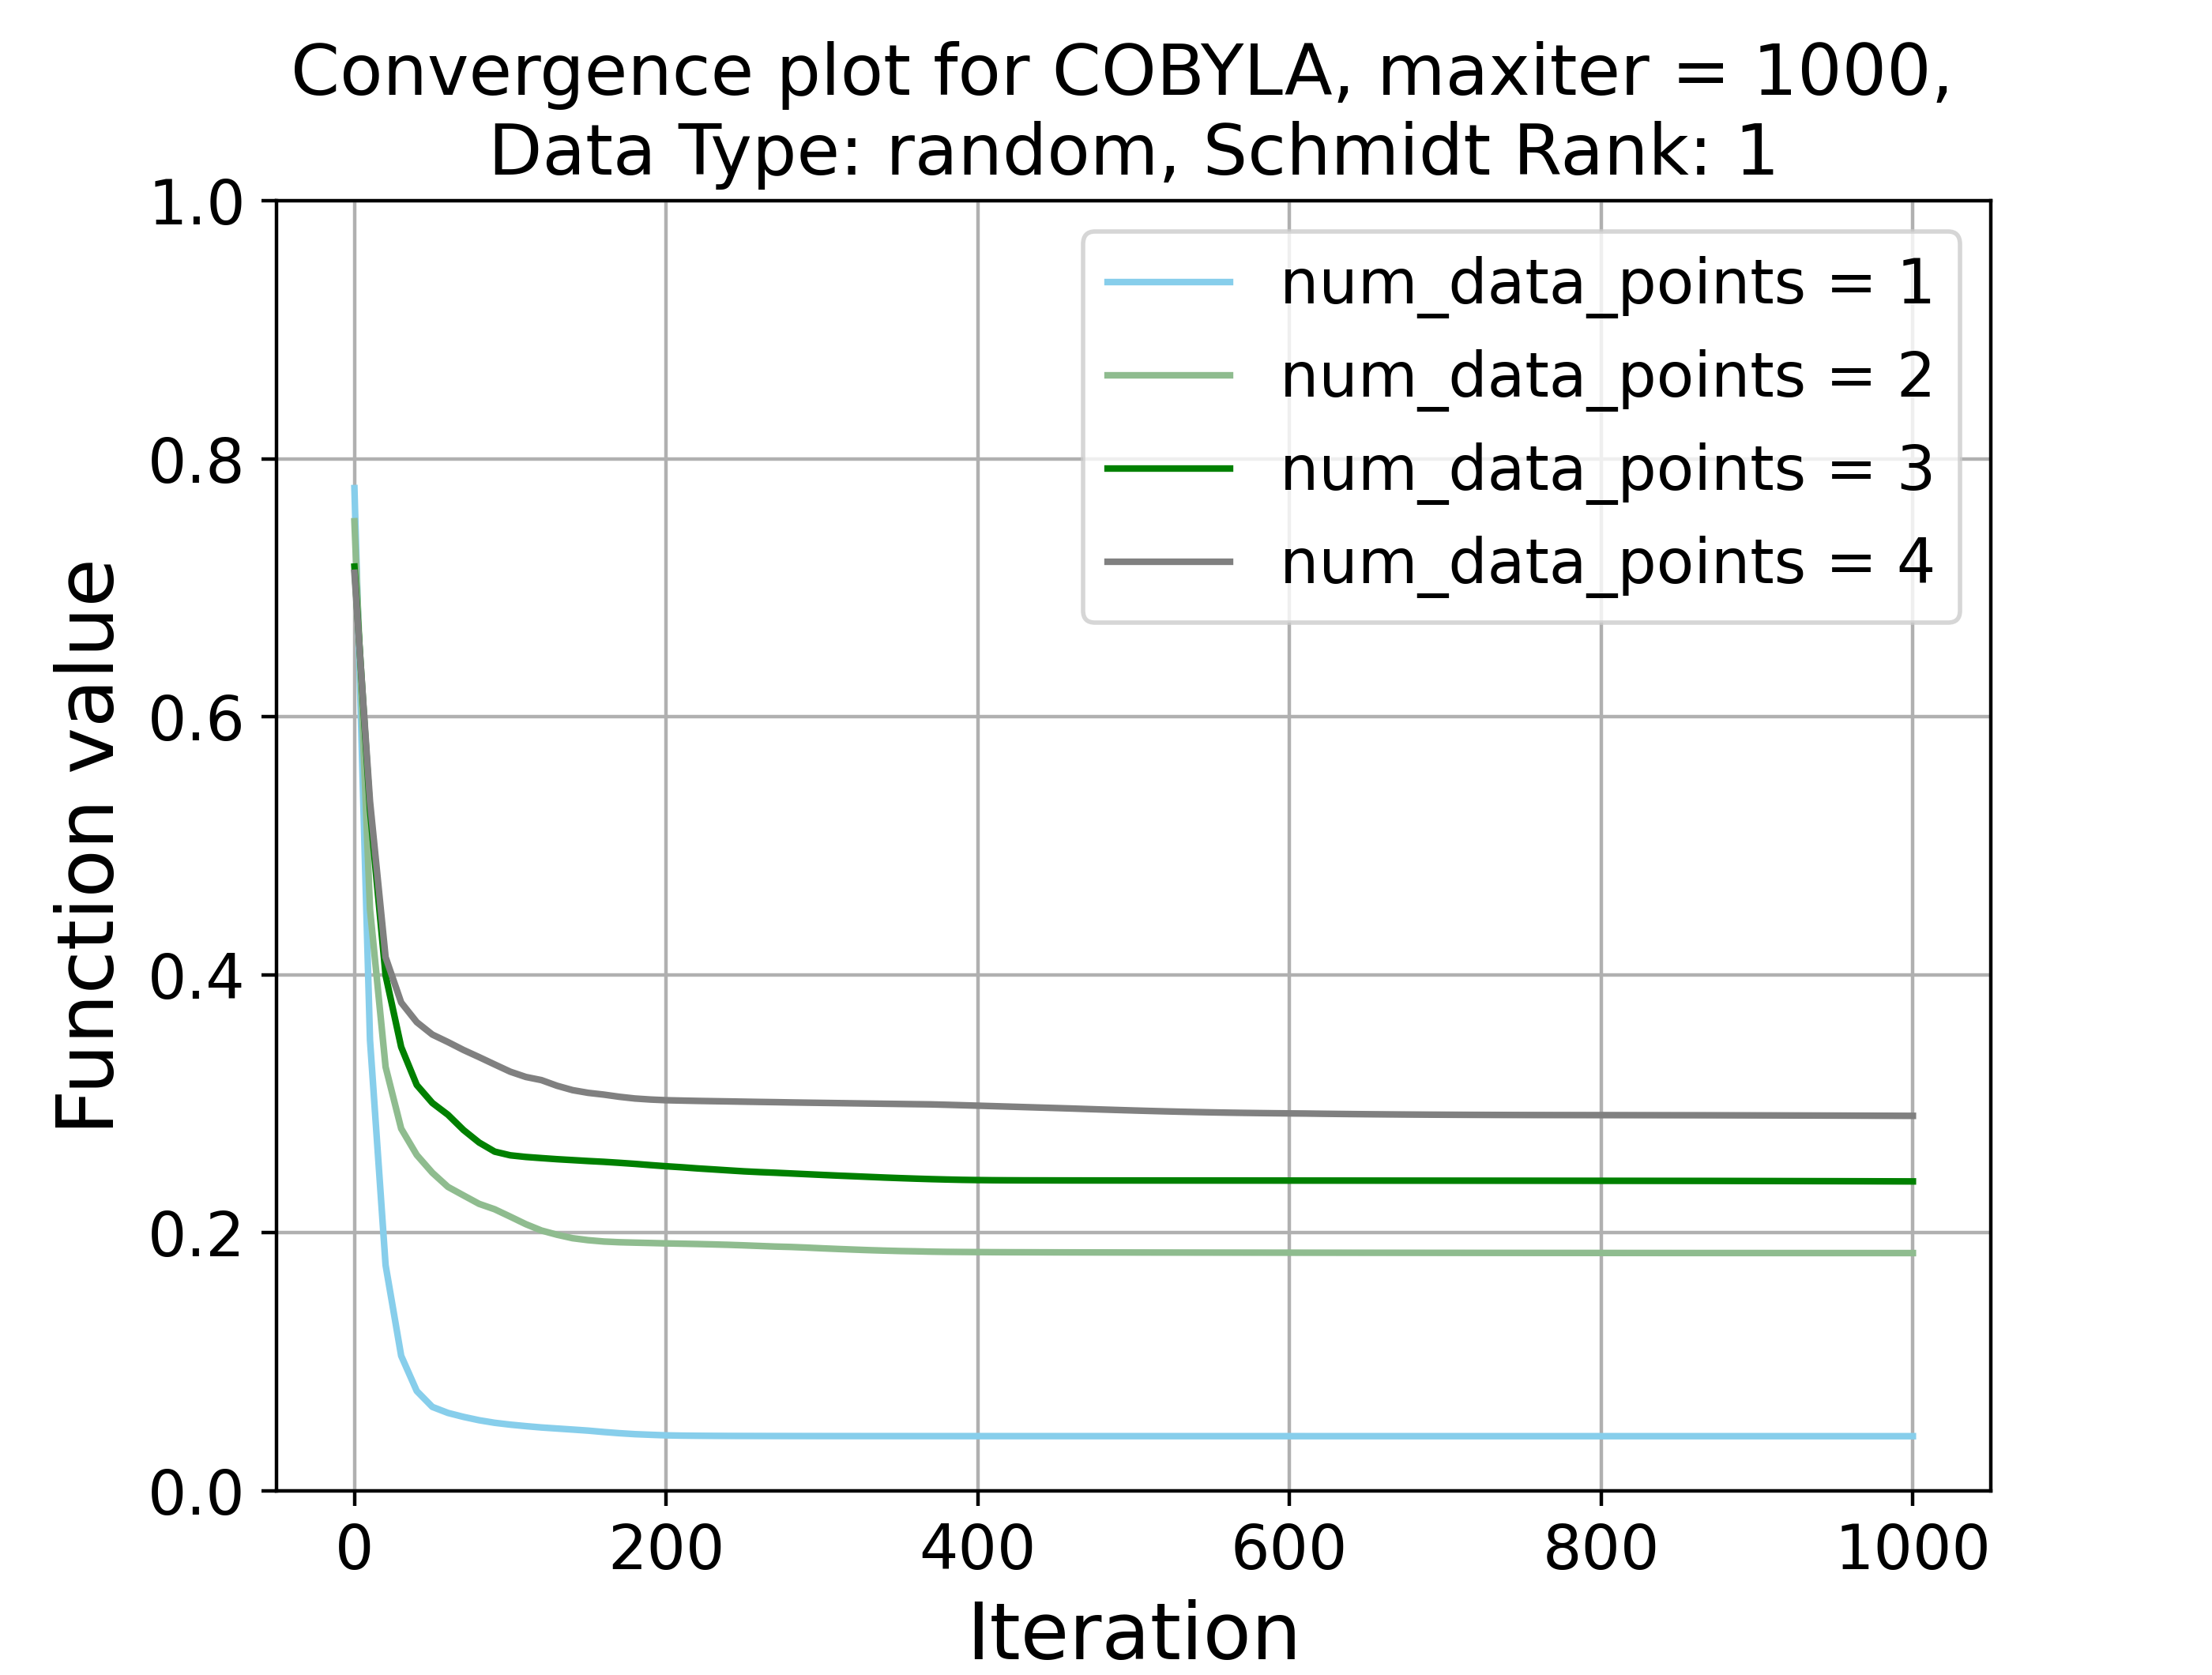 Convergence plot for COBYLA, maxiter = 1000,
Data Type: random, Schmidt Rank: 1
1.0
0.8
0.6
0.4
0.2
0.0
Function value
num_data_points = 1
num_data_points = 2
num_data_points = 3
num_data_points = 4
0 200 400 600 800 1000
Iteration